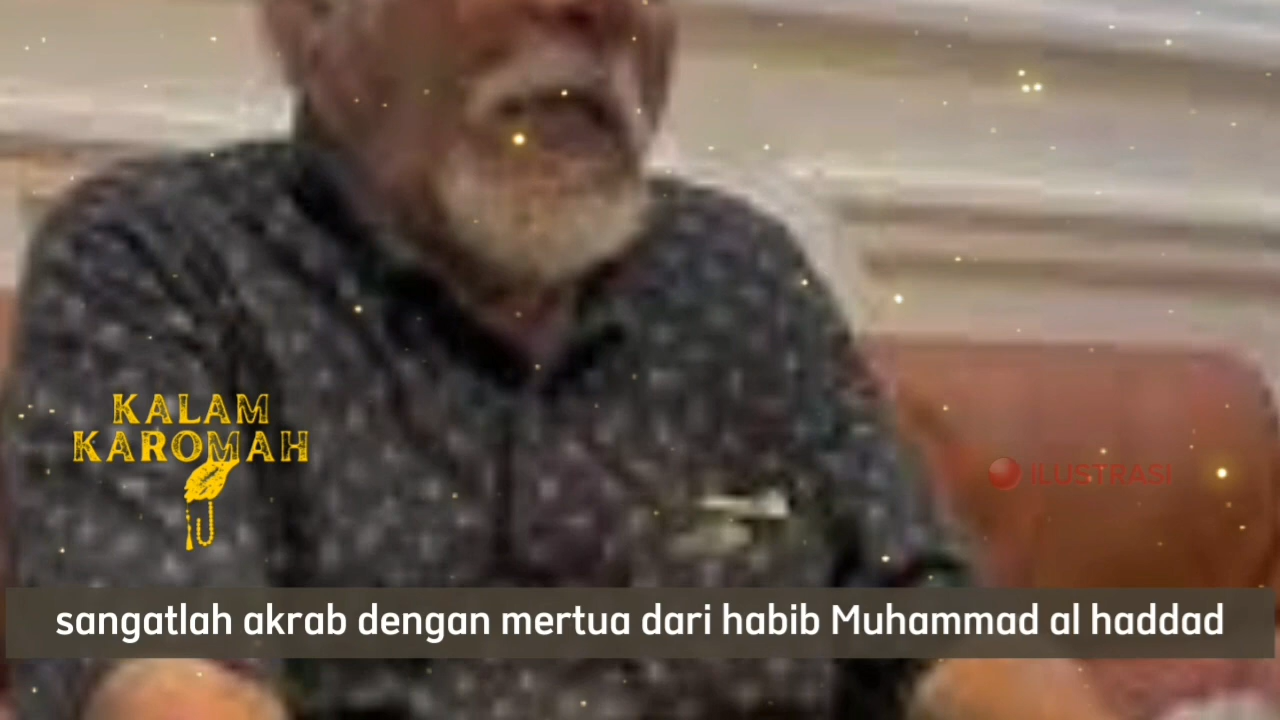 KALAM
KAROMAH
ILUSTRASI
sangatlah akrab dengan mertua dari habib Muhammad al haddad